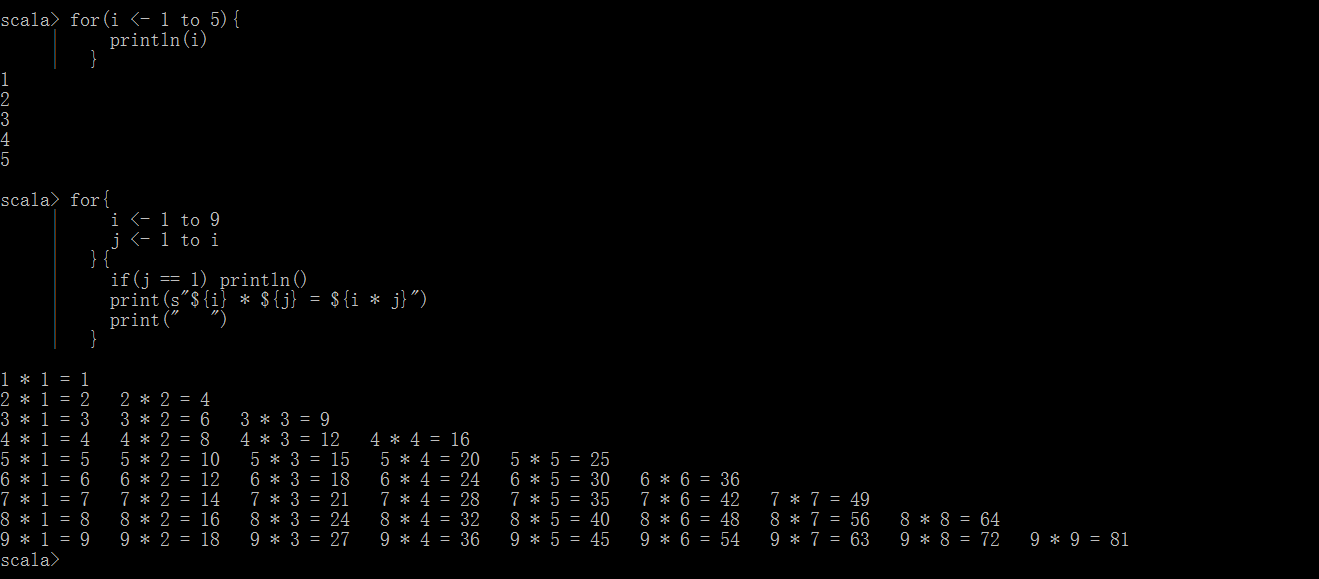 scala> for(i <- 1 to 5){
     |     println(i)
     |   }
1
2
3
4
5

scala> for{
     |     i <- 1 to 9
     |     j <- 1 to i
     |   }{
     |     if(j == 1) println()
     |     print(s"${i} * ${j} = ${i * j}")
     |     print("   ")
     |   }

1 * 1 = 1
2 * 1 = 2   2 * 2 = 4
3 * 1 = 3   3 * 2 = 6   3 * 3 = 9
4 * 1 = 4   4 * 2 = 8   4 * 3 = 12   4 * 4 = 16
5 * 1 = 5   5 * 2 = 10   5 * 3 = 15   5 * 4 = 20   5 * 5 = 25
6 * 1 = 6   6 * 2 = 12   6 * 3 = 18   6 * 4 = 24   6 * 5 = 30   6 * 6 = 36
7 * 1 = 7   7 * 2 = 14   7 * 3 = 21   7 * 4 = 28   7 * 5 = 35   7 * 6 = 42   7 * 7 = 49
8 * 1 = 8   8 * 2 = 16   8 * 3 = 24   8 * 4 = 32   8 * 5 = 40   8 * 6 = 48   8 * 7 = 56   8 * 8 = 64
9 * 1 = 9   9 * 2 = 18   9 * 3 = 27   9 * 4 = 36   9 * 5 = 45   9 * 6 = 54   9 * 7 = 63   9 * 8 = 72   9 * 9 = 81
scala>